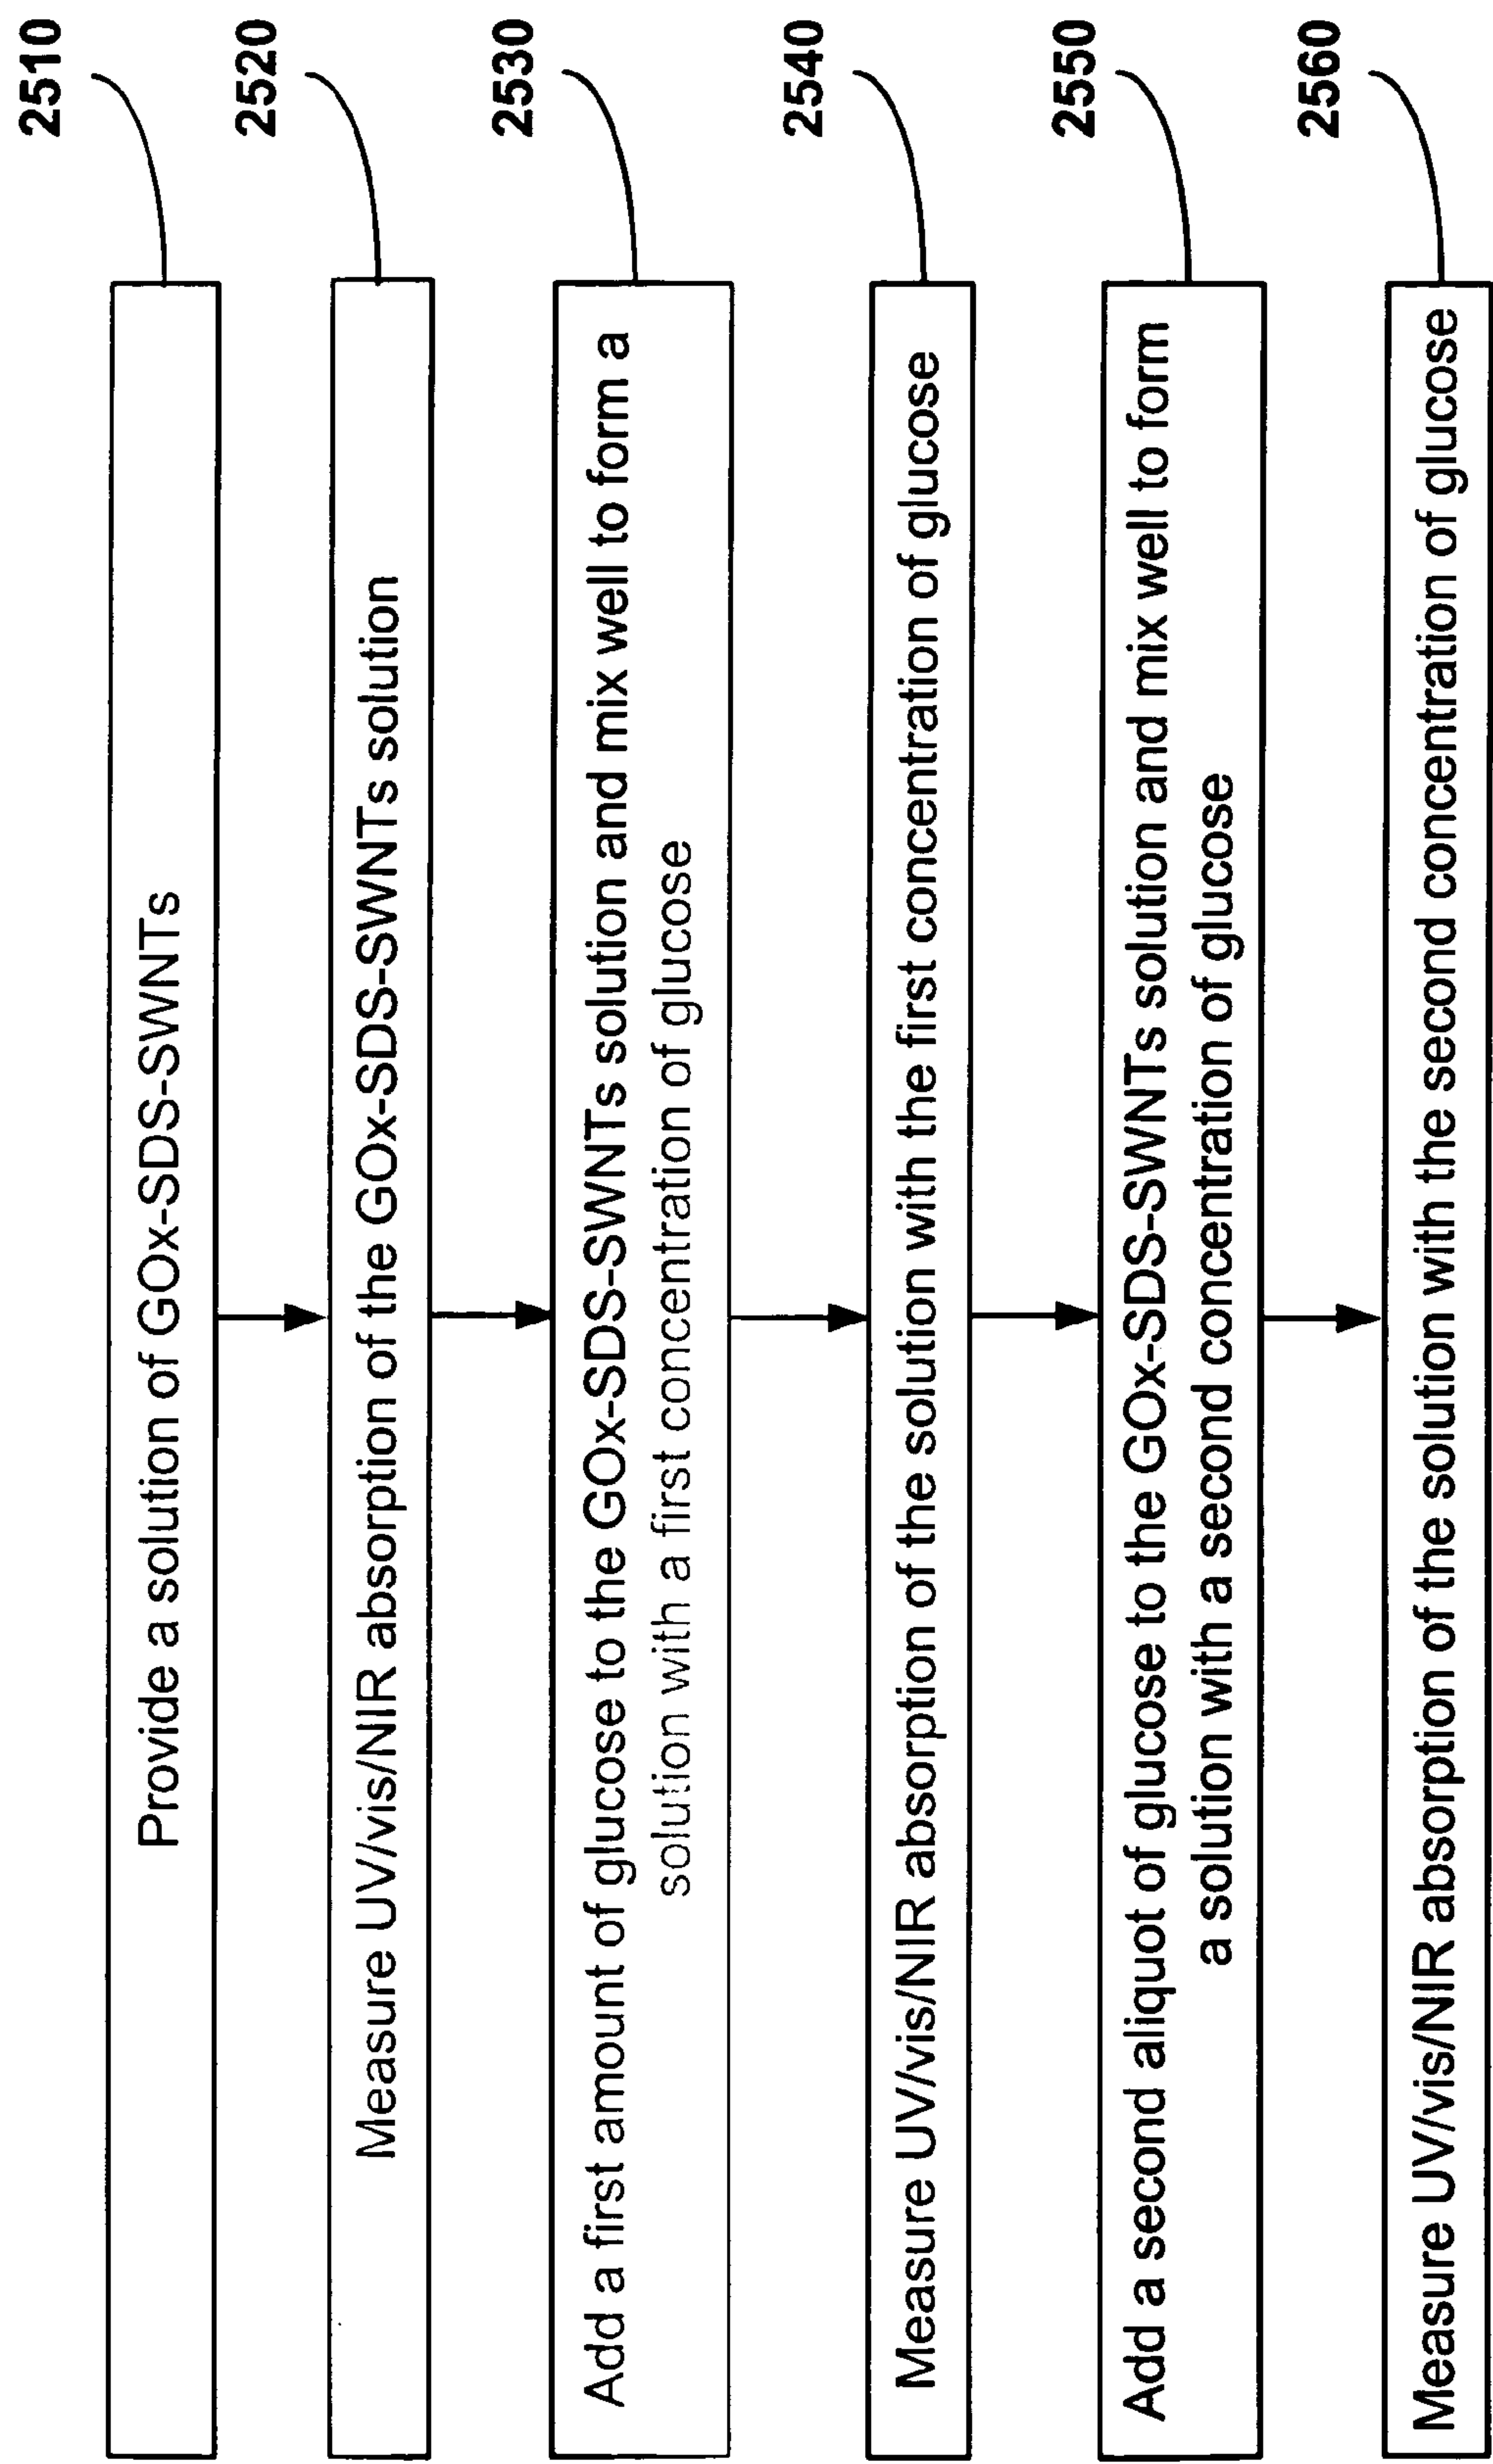 2510
Provide a solution of GOx-SDS-SWNTs
2520
Measure UV/vis/NIR absorption of the GOx-SDS-SWNTs solution
2530
Add a first amount of glucose to the GOx-SDS-SWNTs solution and mix well to form a
solution with a first concentration of glucose
2540
Measure UV/vis/NIR absorption of the solution with the first concentration of glucose
2550
Add a second aliquot of glucose to the GOx-SDS-SWNTs solution and mix well to form
a solution with a second concentration of glucose
2560
Measure UV/vis/NIR absorption of the solution with the second concentration of glucose